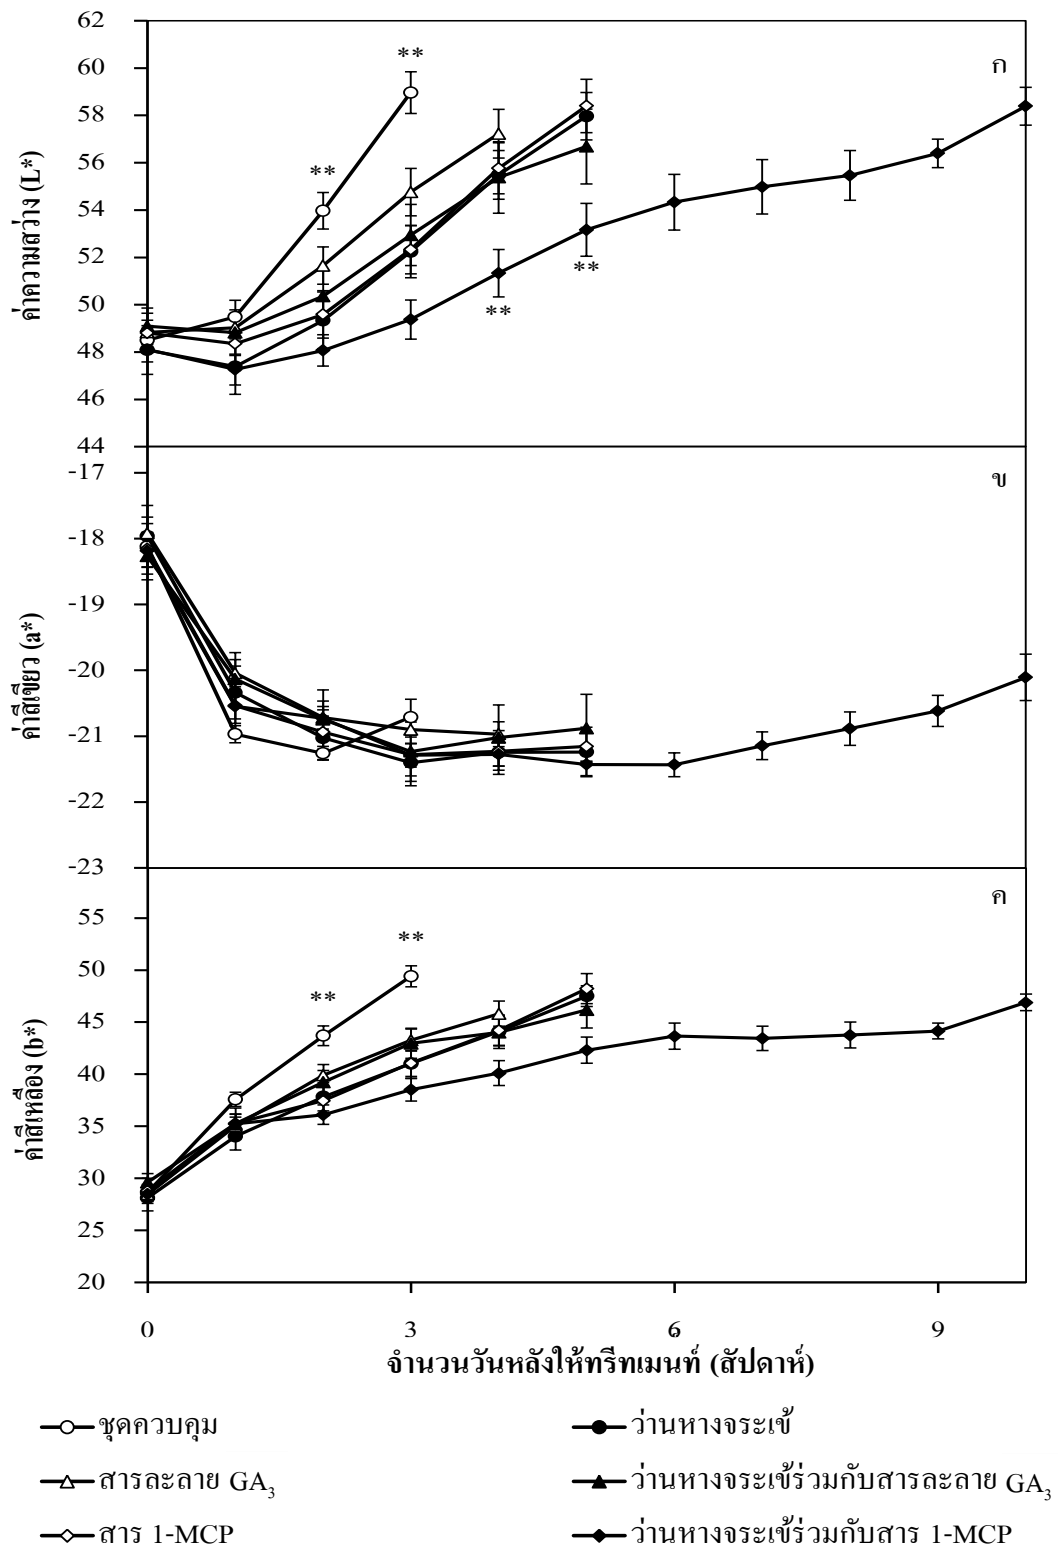 62
60
58
56
54
52
50
48
46
44
ค่าความสว่าง (L*)
**
**
**
**
ก
-17
-18
-19
-20
-21
-22
-23
ค่าสีเขียว (a*)
ข
55
50
45
40
35
30
25
20
ค่าสีเหลือง (b*)
**
**
ค
0 3 6 9
จำนวนวันหลังให้ทรีทเมนท์ (สัปดาห์)
ชุดควบคุม
ว่านหางจระเข้
สารละลาย GA₃
ว่านหางจระเข้ร่วมกับสารละลาย GA₃
สาร 1-MCP
ว่านหางจระเข้ร่วมกับสาร 1-MCP